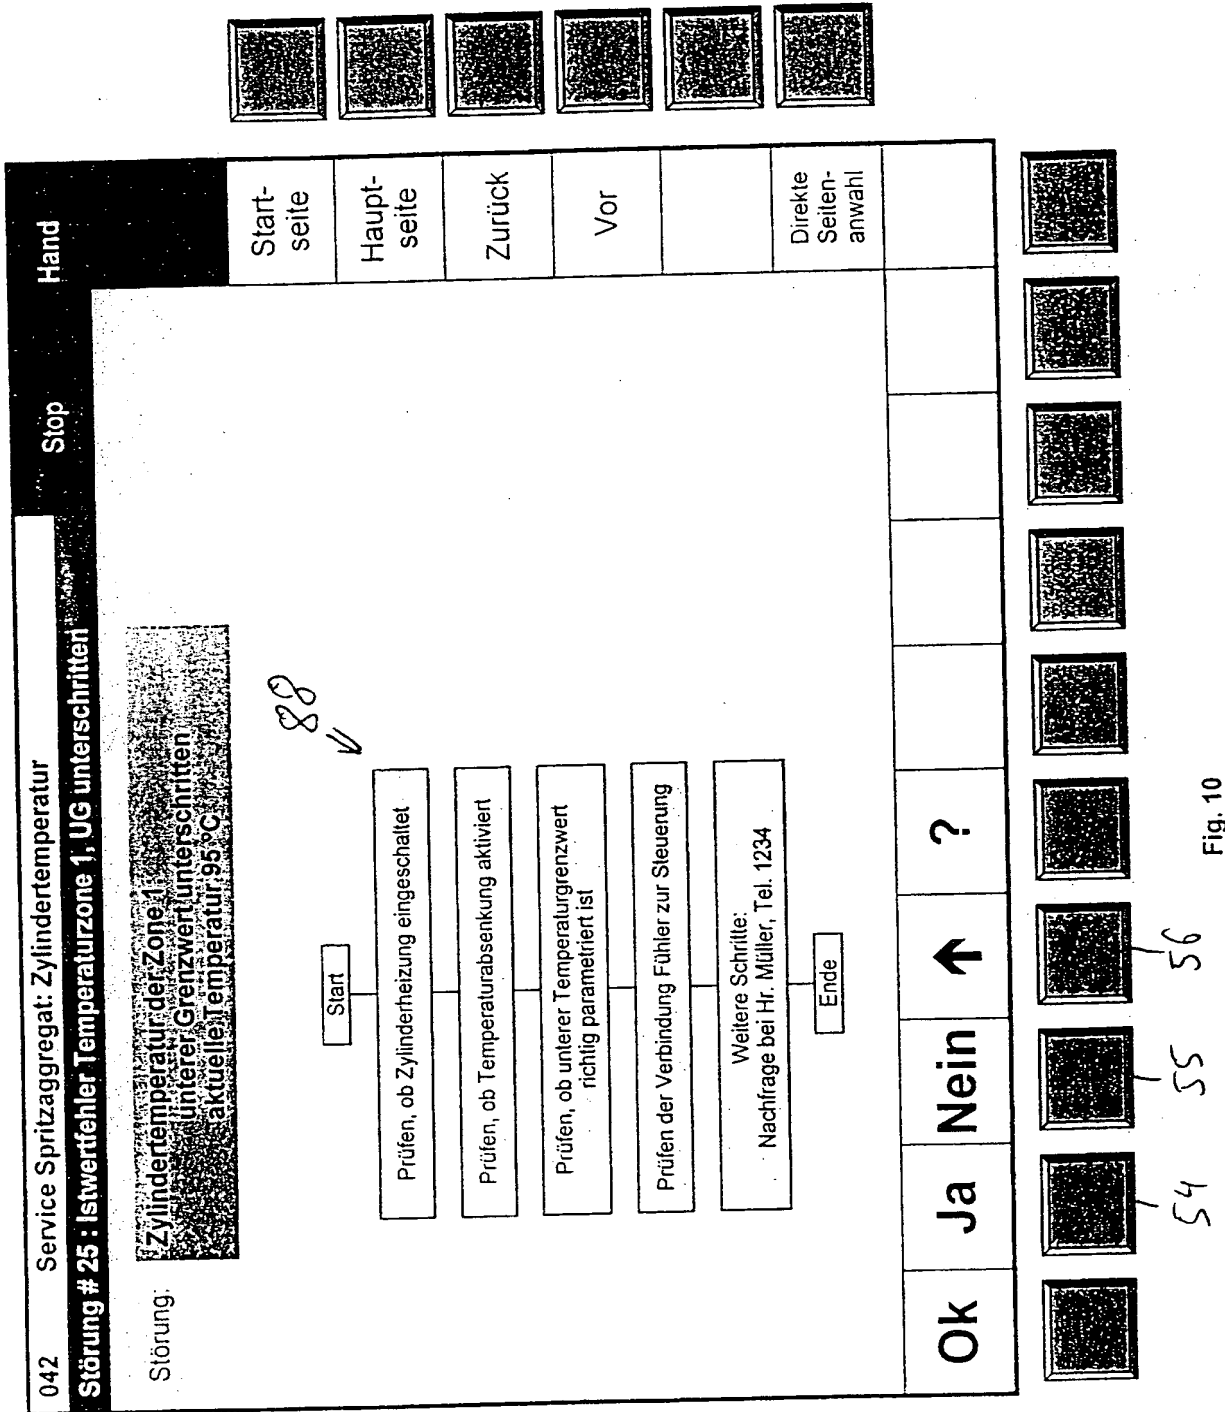 042 Service Spritzaggregat: Zylindertemperatur Stop Hand
Störung # 25 : Istwertfehler Temperaturzone 1, UG unterschritten
Störung:
Zylindertemperatur der Zone 1
unterer Grenzwert unterschritten
aktuelle Temperatur 95 °C
88
Start
Prüfen, ob Zylinderheizung eingeschaltet
Prüfen, ob Temperaturabsenkung aktiviert
Prüfen, ob unterer Temperaturgrenzwert
richtig parametriert ist
Prüfen der Verbindung Fühler zur Steuerung
Weitere Schritte:
Nachfrage bei Hr. Müller, Tel. 1234
Ende
Start-
seite
Haupt-
seite
Zurück
Vor
Direkte
Seiten-
anwahl
Ok Ja Nein ↑ ?
54 55 56
Fig. 10